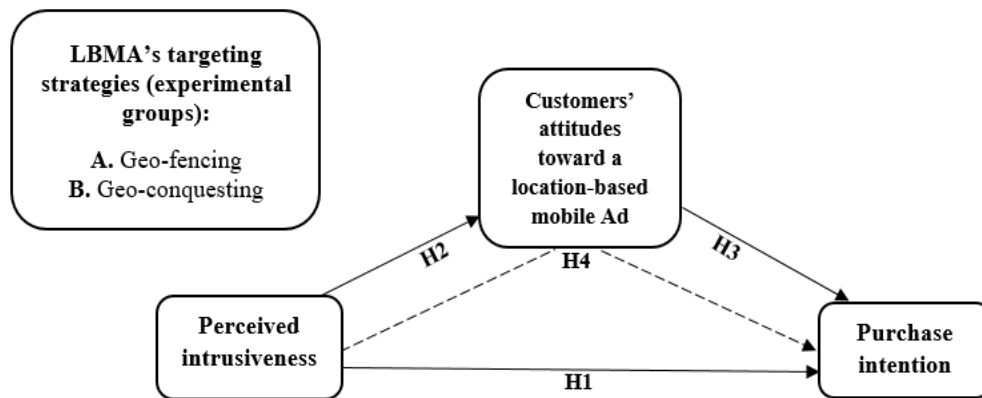 LBMA’s targeting
strategies (experimental
groups):
A. Geo-fencing
B. Geo-conquesting
Customers’
attitudes
toward a
location-based
mobile Ad
H2
H4
H3
Perceived
intrusiveness
Purchase
intention
H1